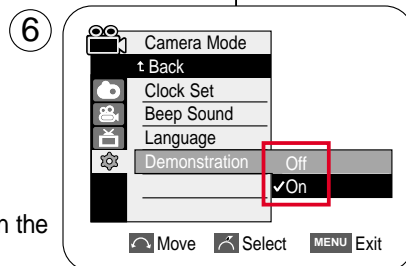 6
Camera Mode
Back
Clock Set
Beep Sound
Language
Demonstration Off
✓On
n the
Move Select MENU Exit